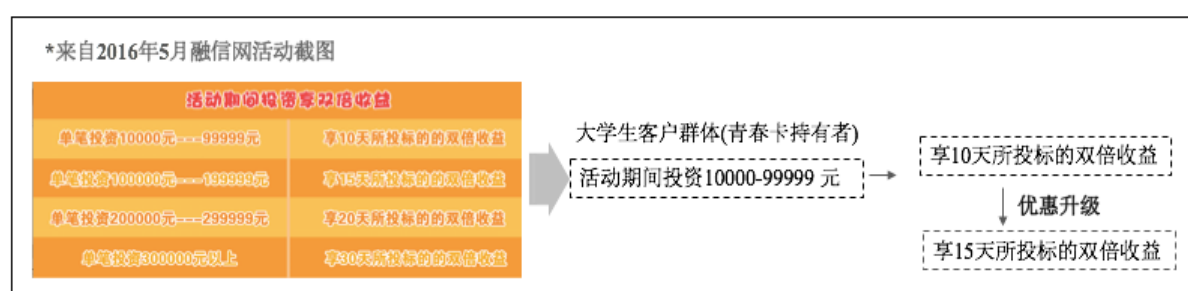 *来自2016年5月融信网活动截图
活动期间投资享双倍收益
单笔投资10000元---99999元
享10天所投标的的双倍收益
单笔投资100000元---199999元
享15天所投标的的双倍收益
单笔投资200000元---299999元
享20天所投标的的双倍收益
单笔投资300000元以上
享30天所投标的的双倍收益
大学生客户群体(青春卡持有者)
活动期间投资10000-99999 元
享10天所投标的双倍收益
优惠升级
享15天所投标的双倍收益